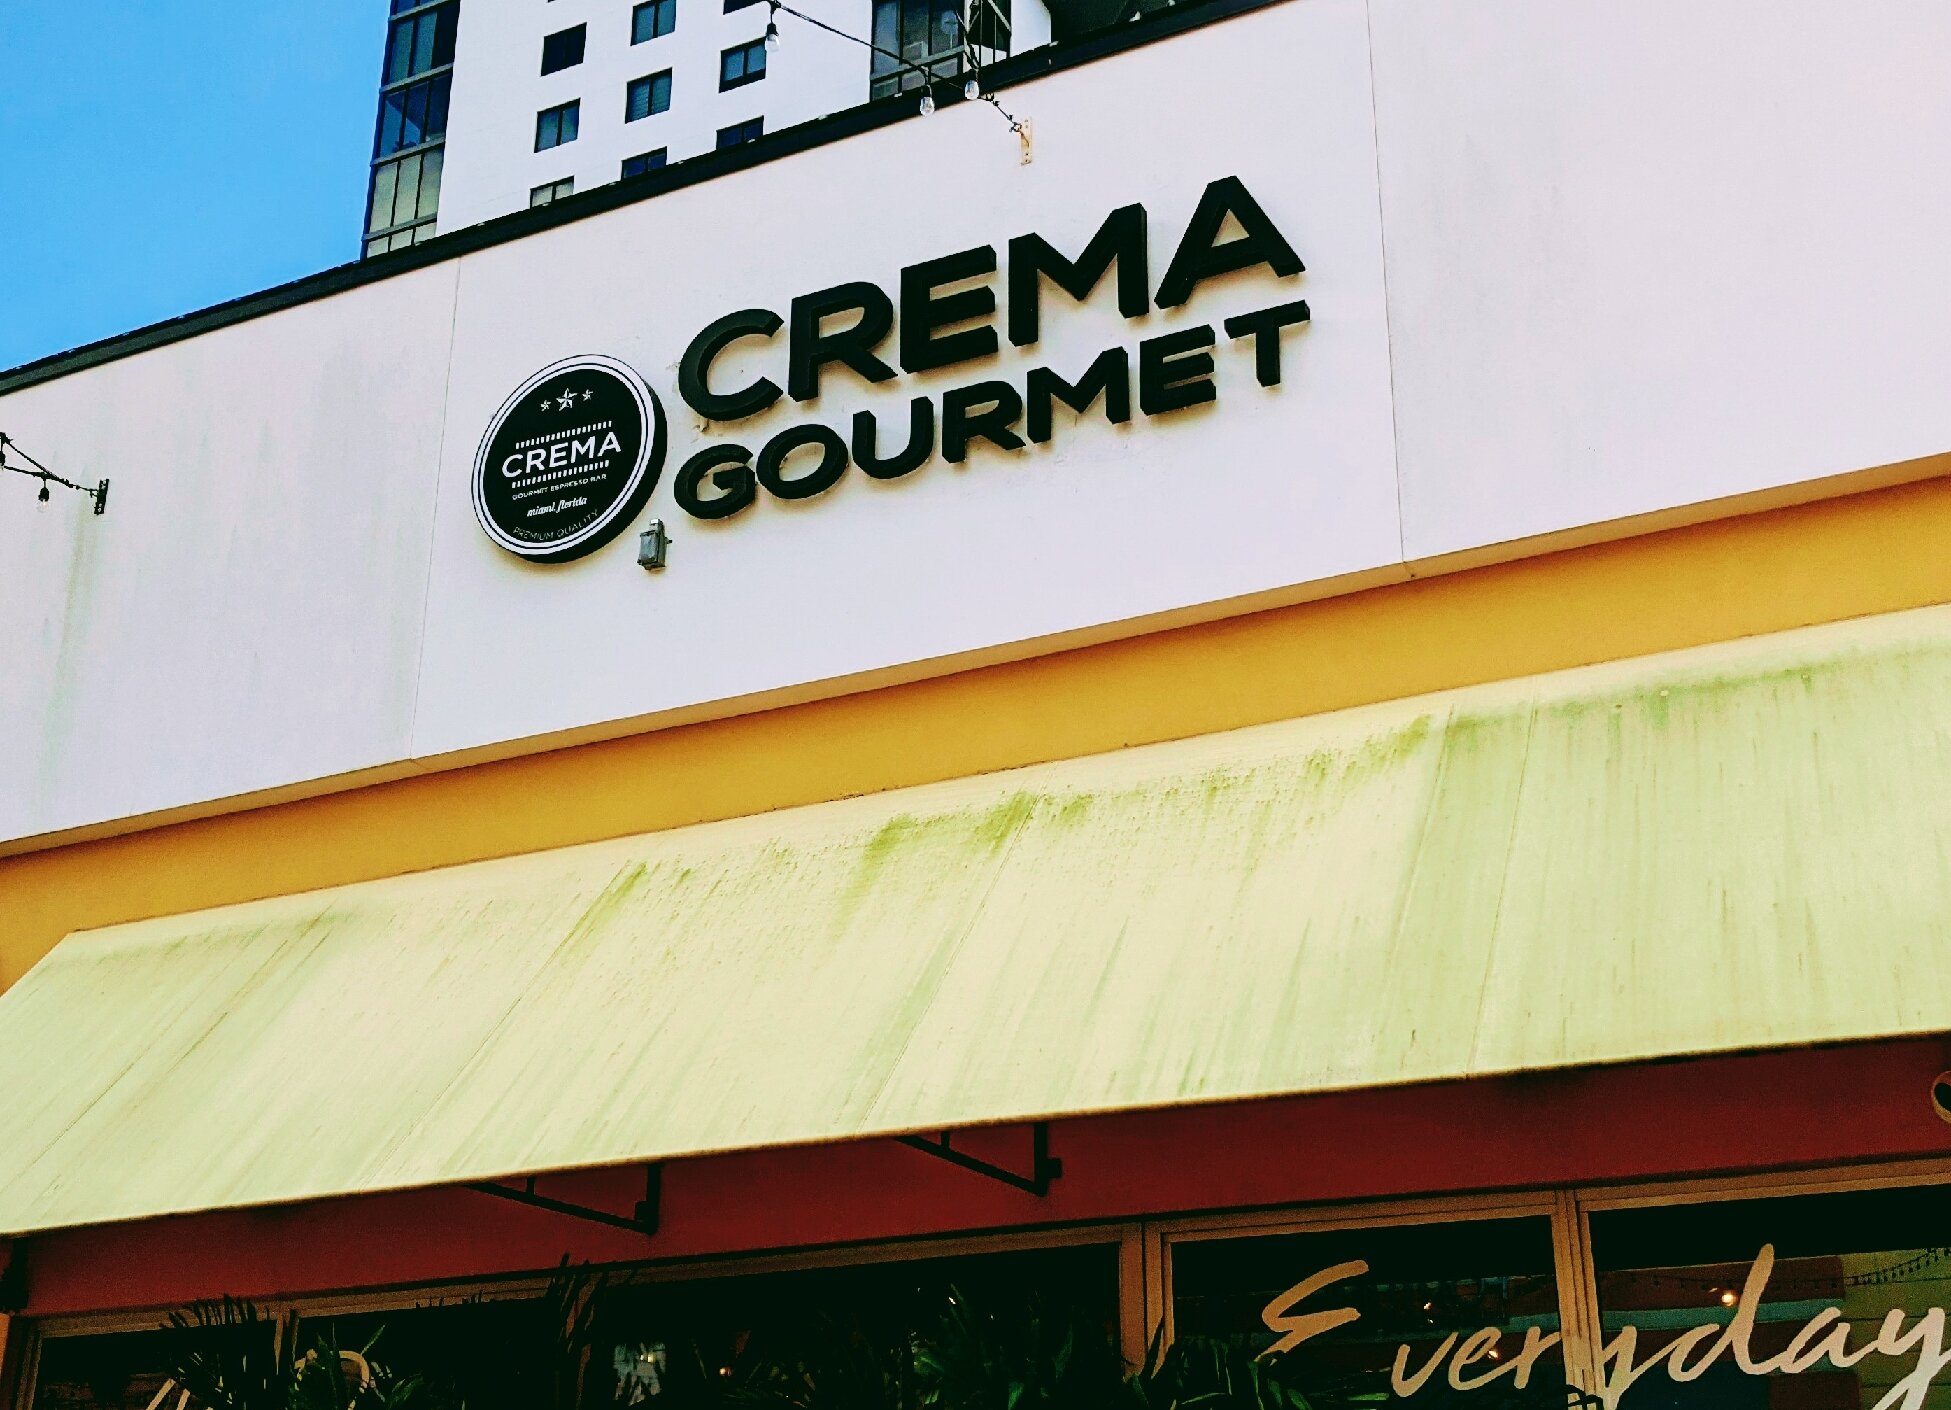 CREMA
GOURMET
CREMA
GOURMET ESPRESSO BAR
miami, florida
PREMIUM QUALITY
Everyday